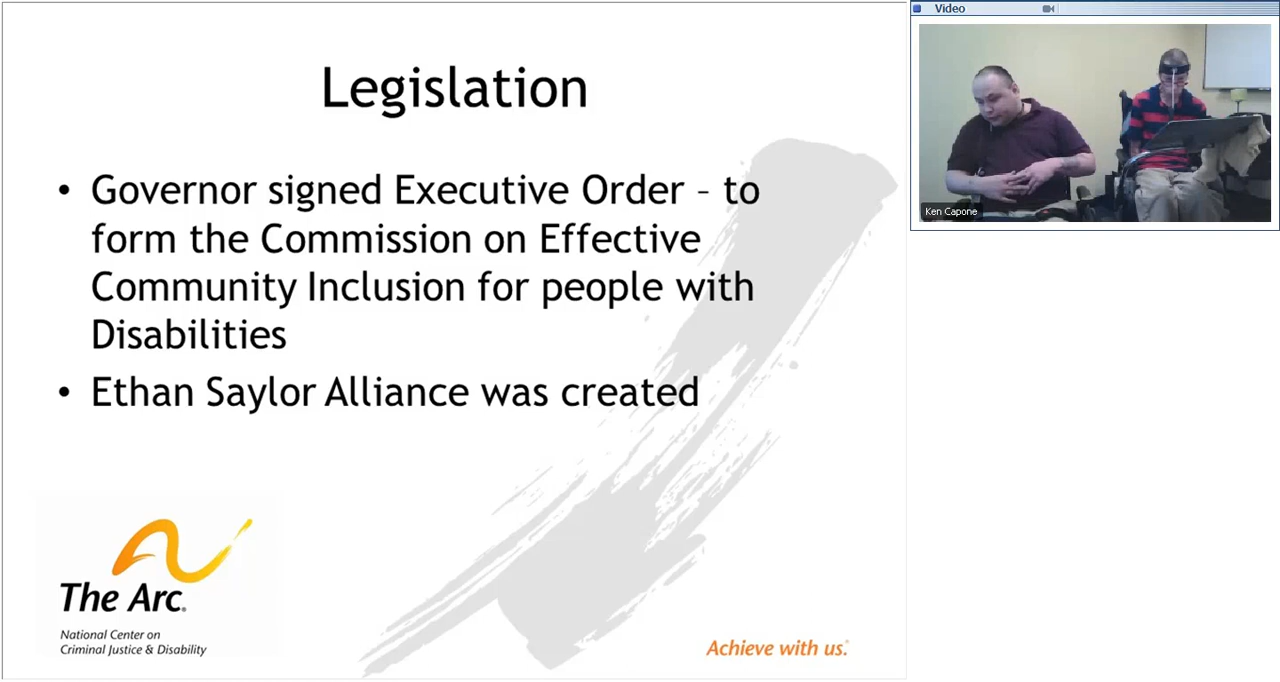 Legislation
• Governor signed Executive Order – to
form the Commission on Effective
Community Inclusion for people with
Disabilities
• Ethan Saylor Alliance was created
The Arc®
National Center on
Criminal Justice & Disability
Achieve with us.®
Video
Ken Capone